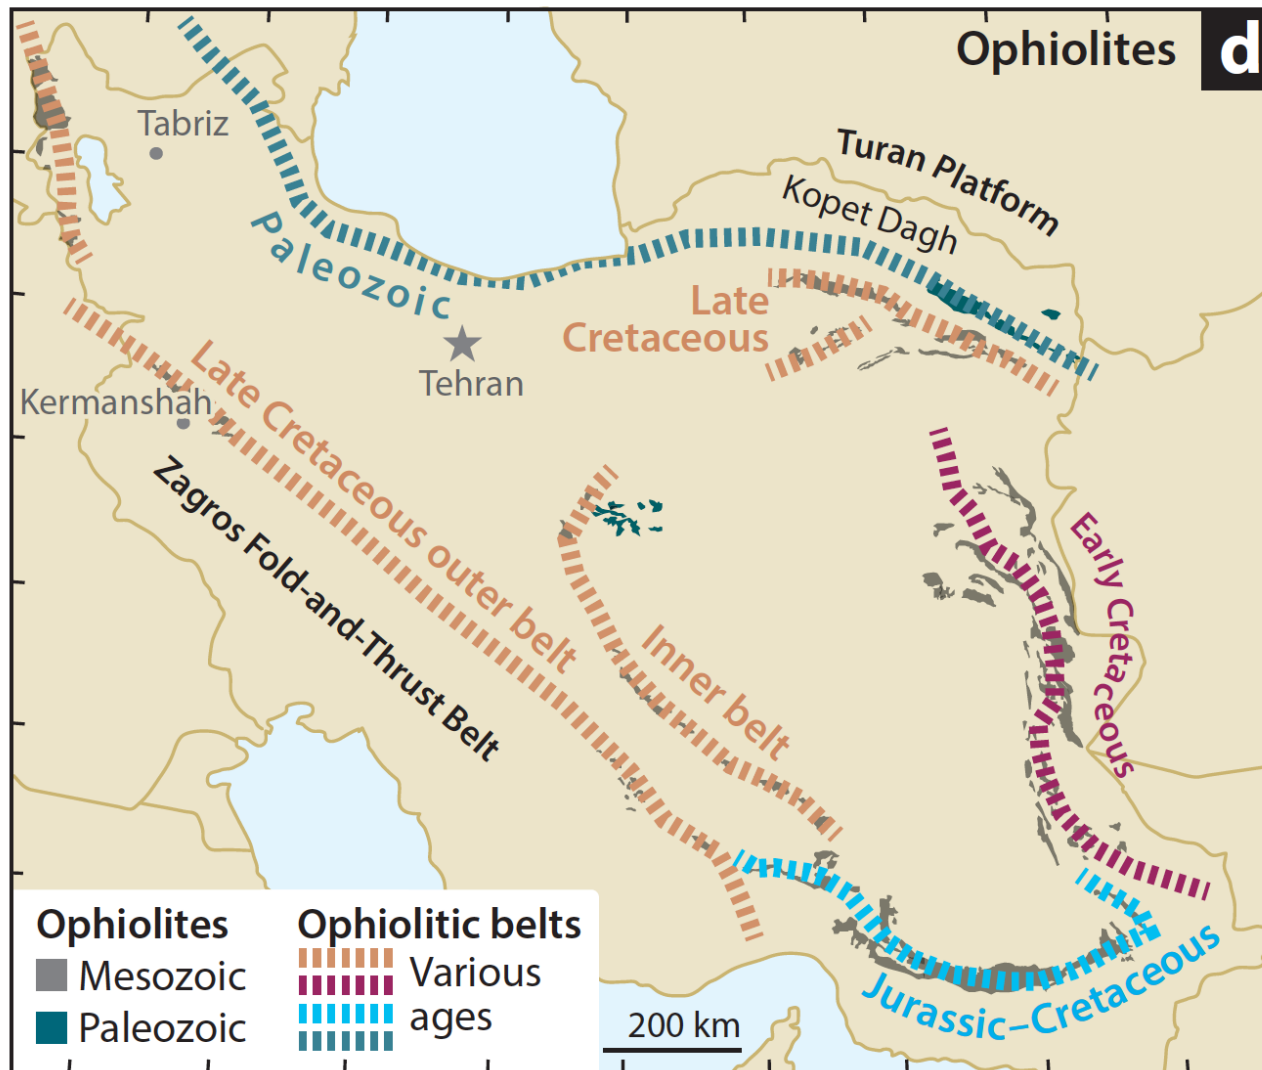 Ophiolites
d
Tabriz
Turan Platform
Kopet Dagh
Paleozoic
Late
Cretaceous
Tehran
Kermanshah
Late Cretaceous outer belt
Zagros Fold-and-Thrust Belt
Inner belt
Early Cretaceous
Jurassic–Cretaceous
Ophiolites
Mesozoic
Paleozoic
Ophiolitic belts
Various
ages
200 km